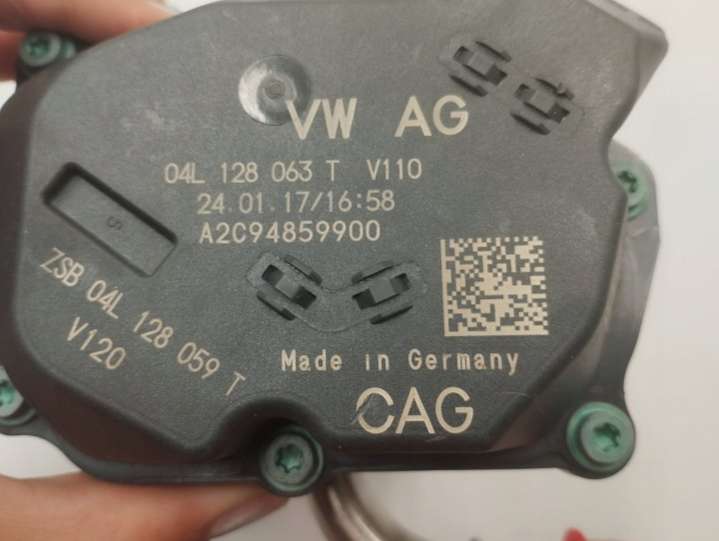 VW AG
04L 128 063 T V110
24.01.17/16:58
A2C94859900
ZSB 04L 128 059 T
V120
Made in Germany
CAG